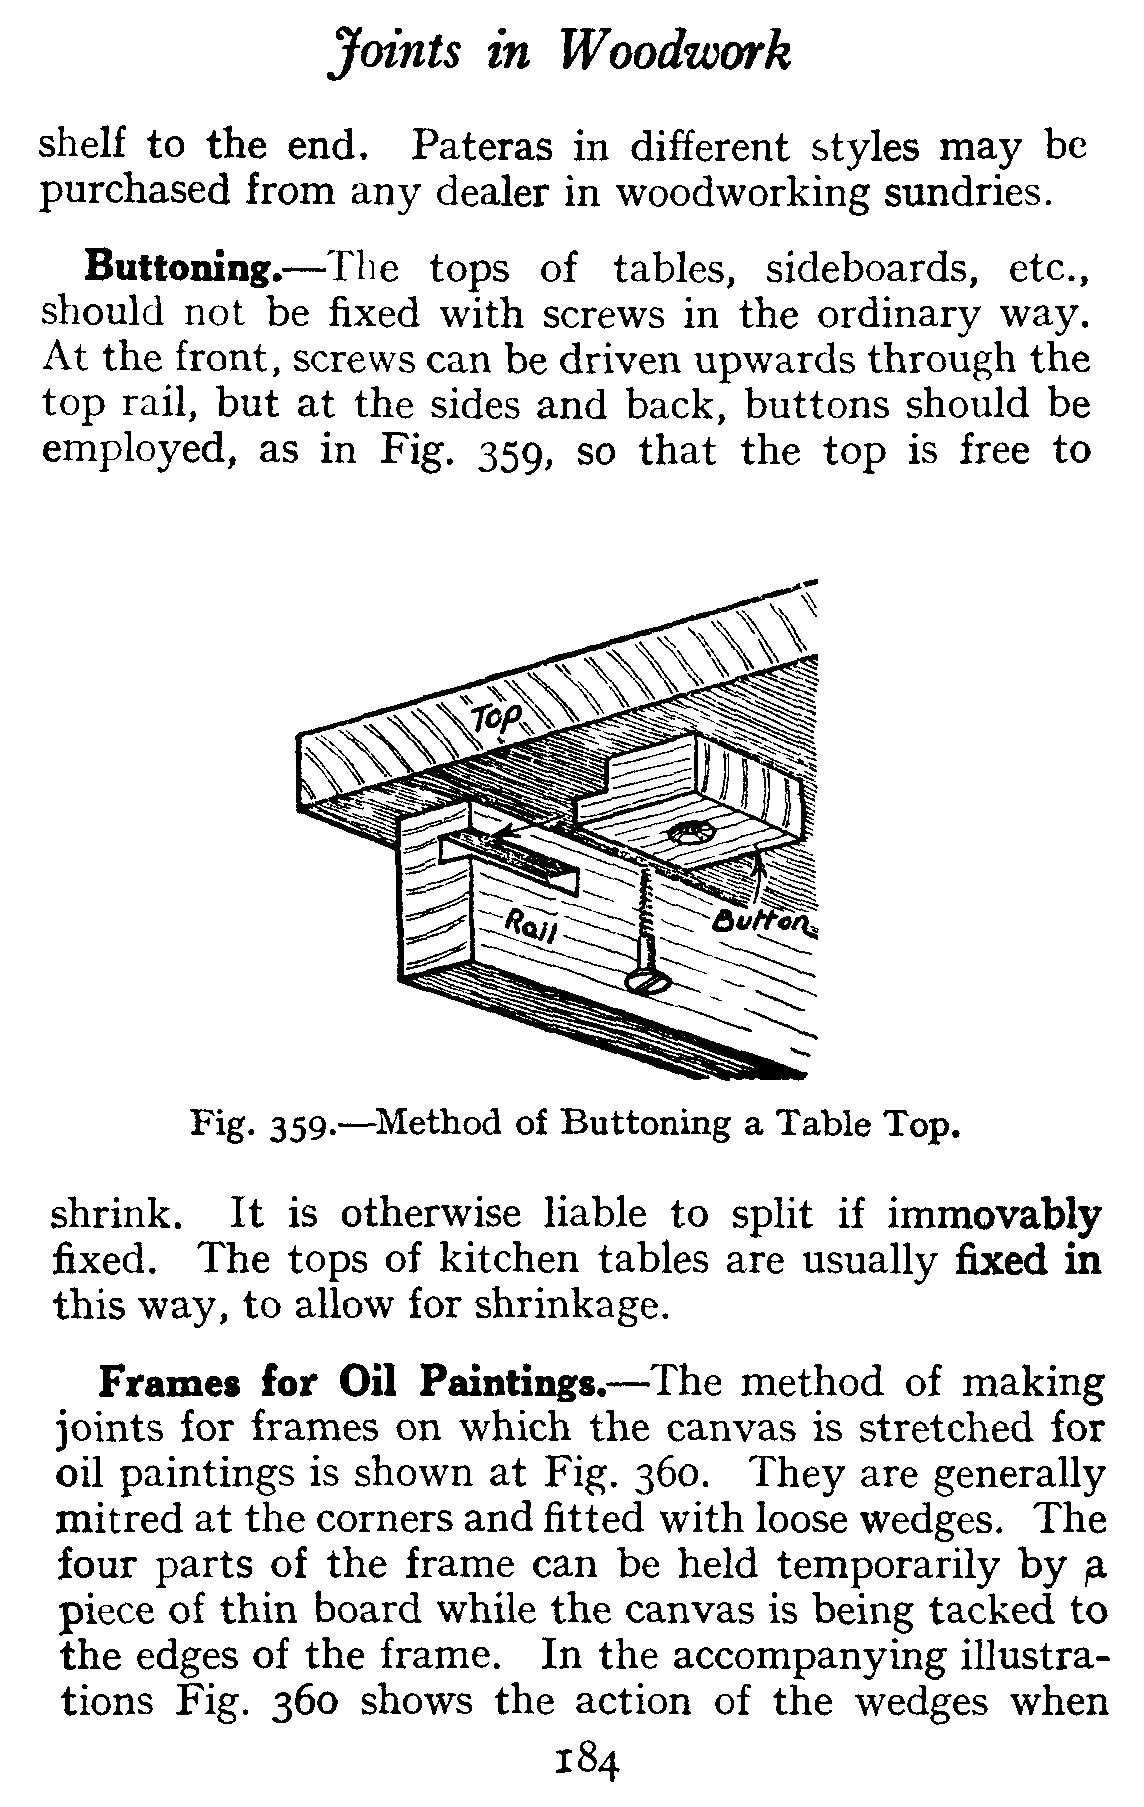 Joints in Woodwork
shelf to the end. Pateras in different styles may be
purchased from any dealer in woodworking sundries.
Buttoning.—The tops of tables, sideboards, etc.,
should not be fixed with screws in the ordinary way.
At the front, screws can be driven upwards through the
top rail, but at the sides and back, buttons should be
employed, as in Fig. 359, so that the top is free to
Top
Rail
Button
Fig. 359.—Method of Buttoning a Table Top.
shrink. It is otherwise liable to split if immovably
fixed. The tops of kitchen tables are usually fixed in
this way, to allow for shrinkage.
Frames for Oil Paintings.—The method of making
joints for frames on which the canvas is stretched for
oil paintings is shown at Fig. 360. They are generally
mitred at the corners and fitted with loose wedges. The
four parts of the frame can be held temporarily by a
piece of thin board while the canvas is being tacked to
the edges of the frame. In the accompanying illustra-
tions Fig. 360 shows the action of the wedges when
184